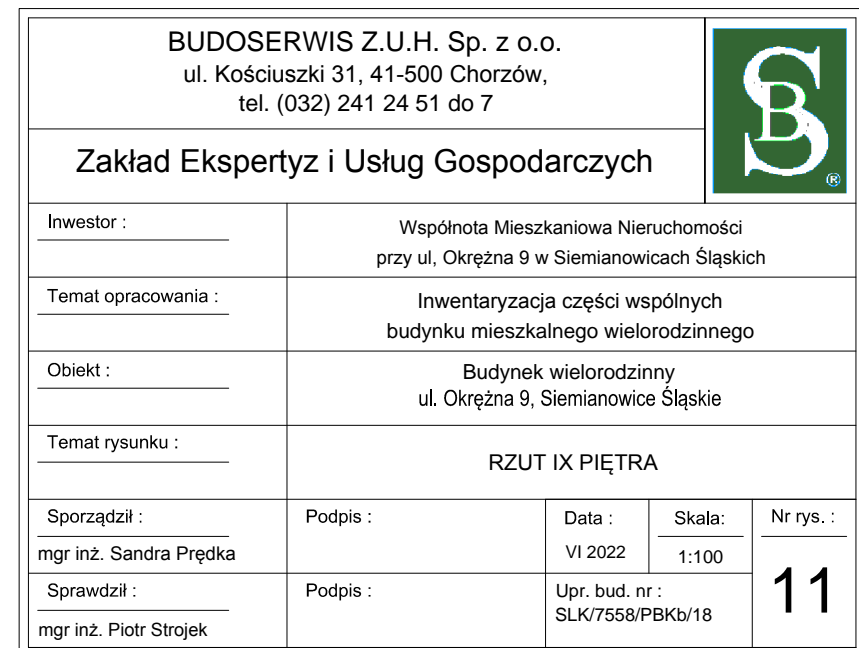 BUDOSERWIS Z.U.H. Sp. z o.o.
ul. Kościuszki 31, 41-500 Chorzów,
tel. (032) 241 24 51 do 7
Zakład Ekspertyz i Usług Gospodarczych
S
B
®
Inwestor :
Wspólnota Mieszkaniowa Nieruchomości
przy ul, Okrężna 9 w Siemianowicach Śląskich
Temat opracowania :
Inwentaryzacja części wspólnych
budynku mieszkalnego wielorodzinnego
Obiekt :
Budynek wielorodzinny
ul. Okrężna 9, Siemianowice Śląskie
Temat rysunku :
RZUT IX PIĘTRA
Sporządził :
mgr inż. Sandra Prędka
Podpis :
Data :
VI 2022
Skala:
1:100
Nr rys. :
11
Sprawdził :
mgr inż. Piotr Strojek
Podpis :
Upr. bud. nr :
SLK/7558/PBKb/18